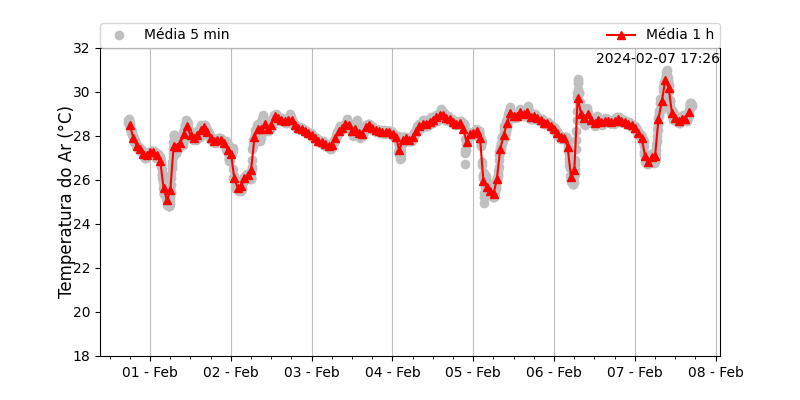 Média 5 min
Média 1 h
2024-02-07 17:26
Temperatura do Ar (°C)
32
30
28
26
24
22
20
18
01 - Feb
02 - Feb
03 - Feb
04 - Feb
05 - Feb
06 - Feb
07 - Feb
08 - Feb